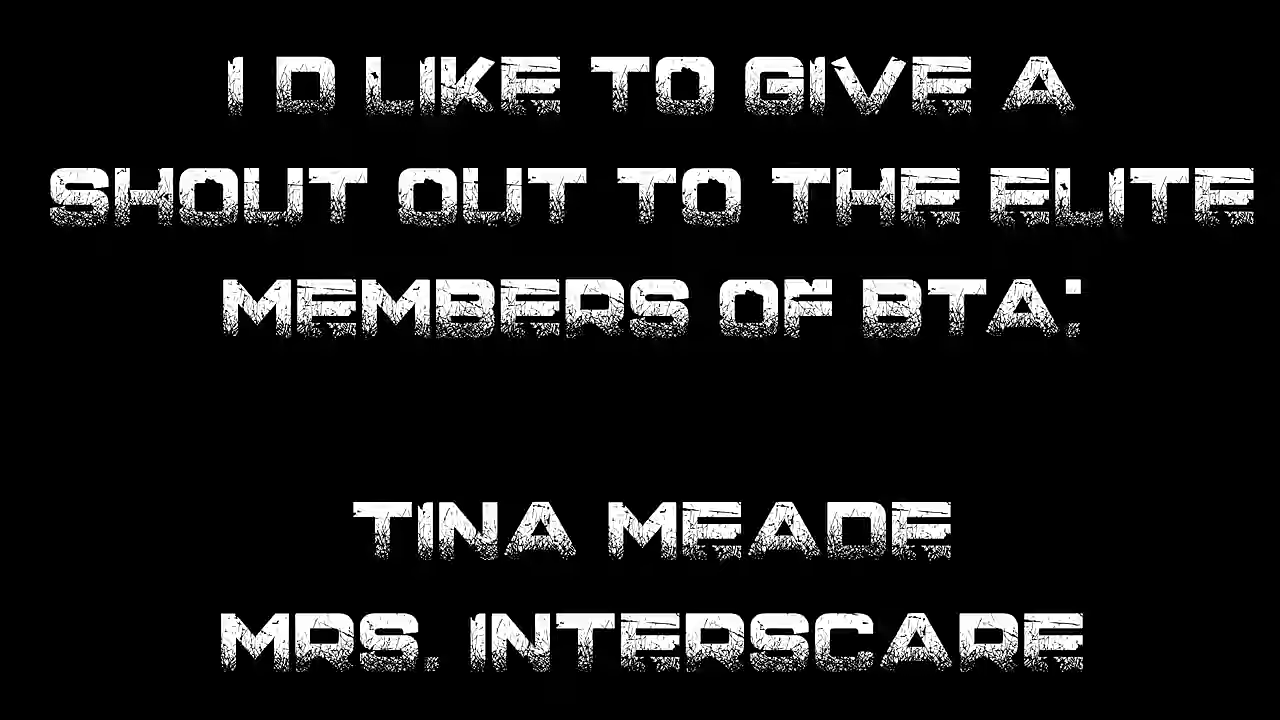 I D LIKE TO GIVE A
SHOUT OUT TO THE ELITE
MEMBERS OF BTA:
TINA MEADE
MRS. INTERSCARE